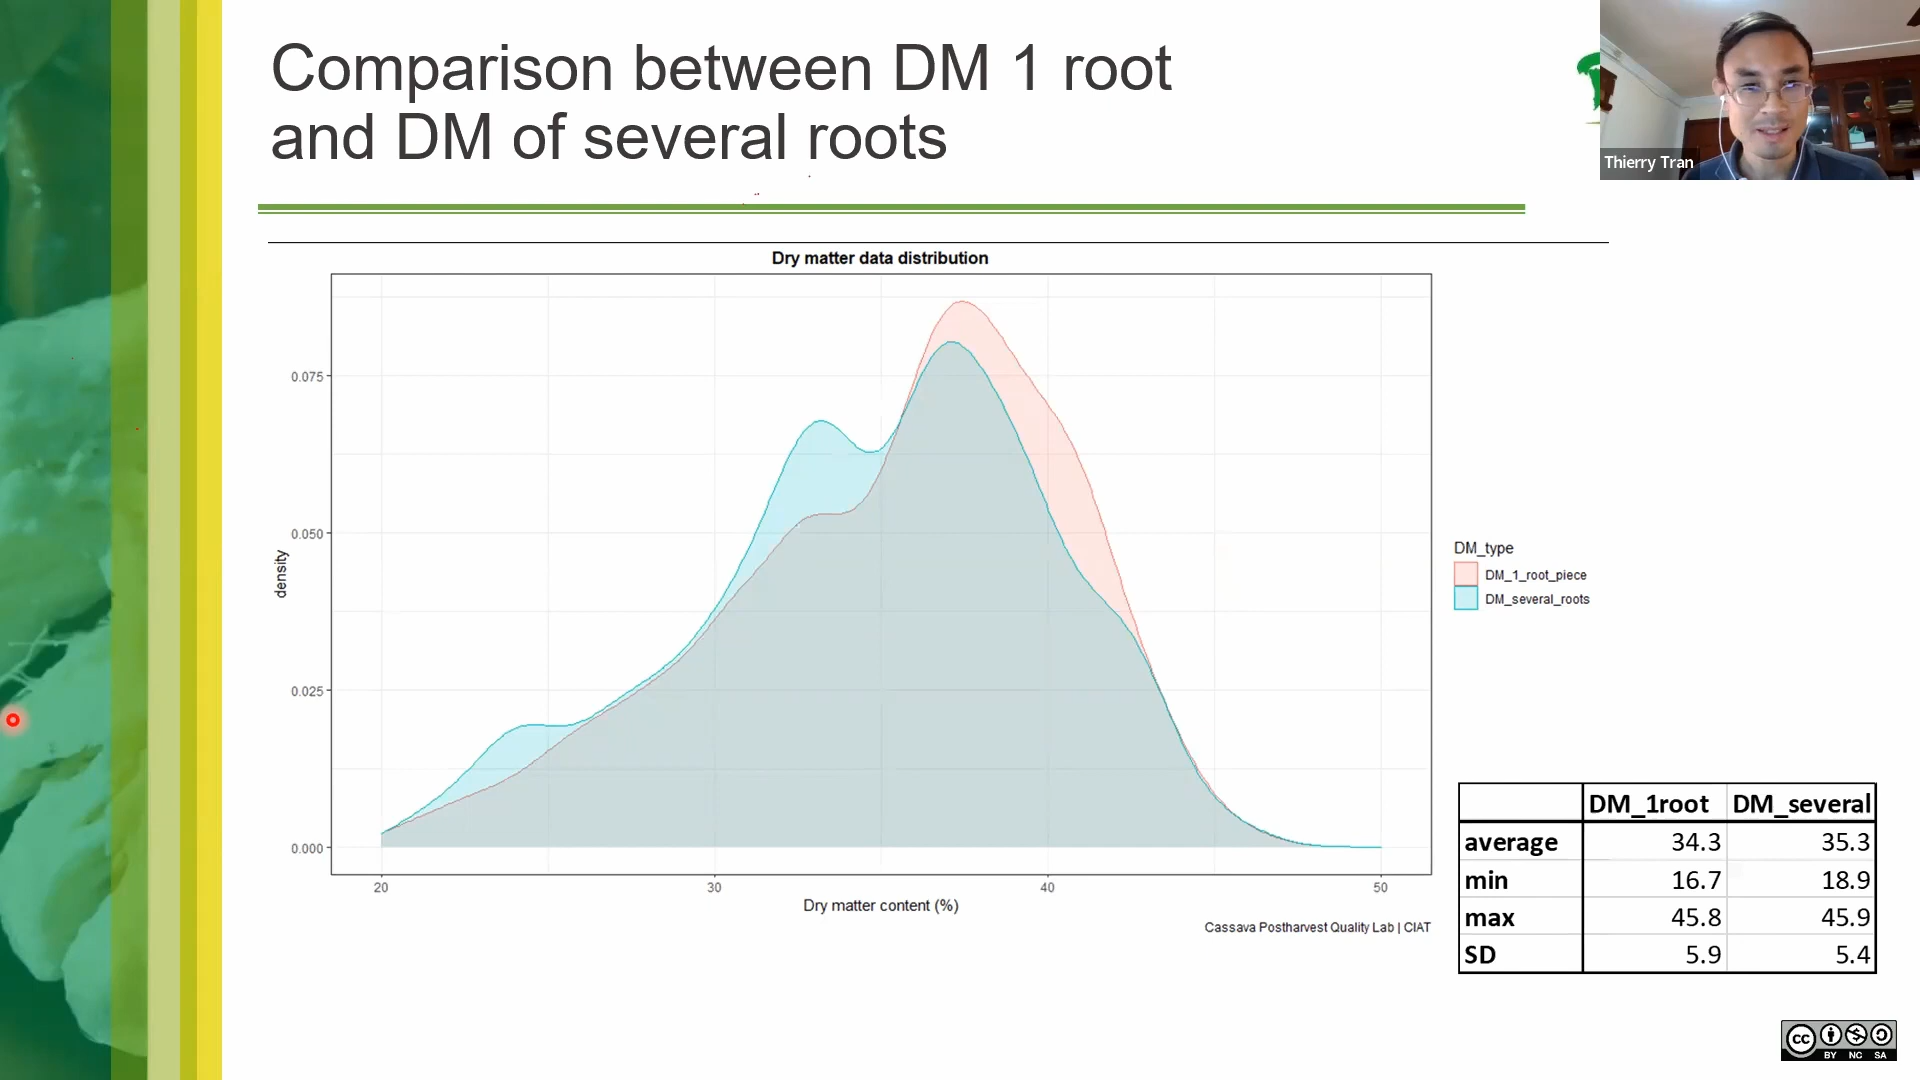 Comparison between DM 1 root
and DM of several roots
Thierry Tran
Dry matter data distribution
density
0.075
0.050
0.025
0.000
20 30 40 50
Dry matter content (%)
Cassava Postharvest Quality Lab | CIAT
DM_type
DM_1_root_piece
DM_several_roots
DM_1root DM_several
average 34.3 35.3
min 16.7 18.9
max 45.8 45.9
SD 5.9 5.4
CC BY NC SA